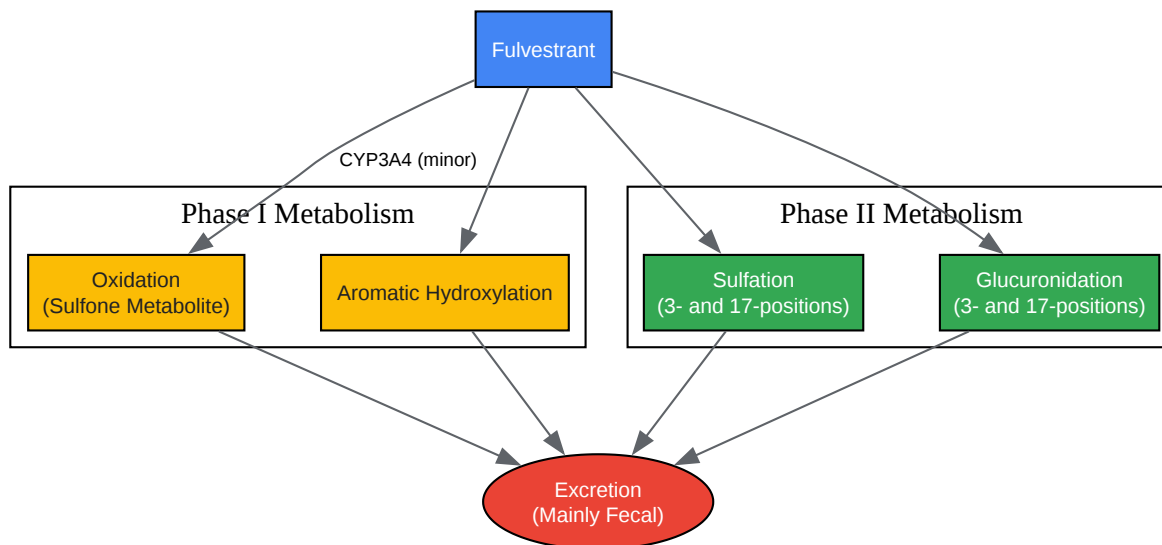 Fulvestrant
CYP3A4 (minor)
Phase I Metabolism
Phase II Metabolism
Oxidation
(Sulfone Metabolite)
Aromatic Hydroxylation
Sulfation
(3- and 17-positions)
Glucuronidation
(3- and 17-positions)
Excretion
(Mainly Fecal)